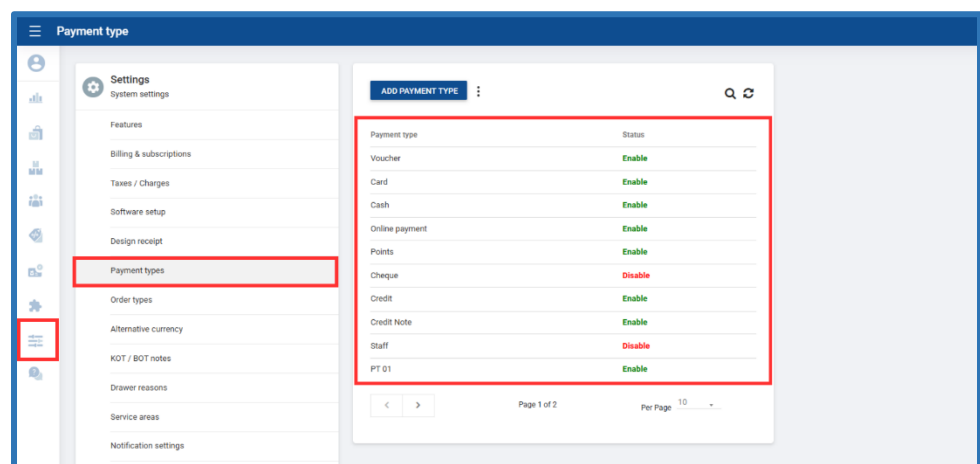 Payment type
Settings
System settings
Features
Billing & subscriptions
Taxes / Charges
Software setup
Design receipt
Payment types
Order types
Alternative currency
KOT / BOT notes
Drawer reasons
Service areas
Notification settings
ADD PAYMENT TYPE
Payment type Status
Voucher Enable
Card Enable
Cash Enable
Online payment Enable
Points Enable
Cheque Disable
Credit Enable
Credit Note Enable
Staff Disable
PT 01 Enable
Page 1 of 2 Per Page 10